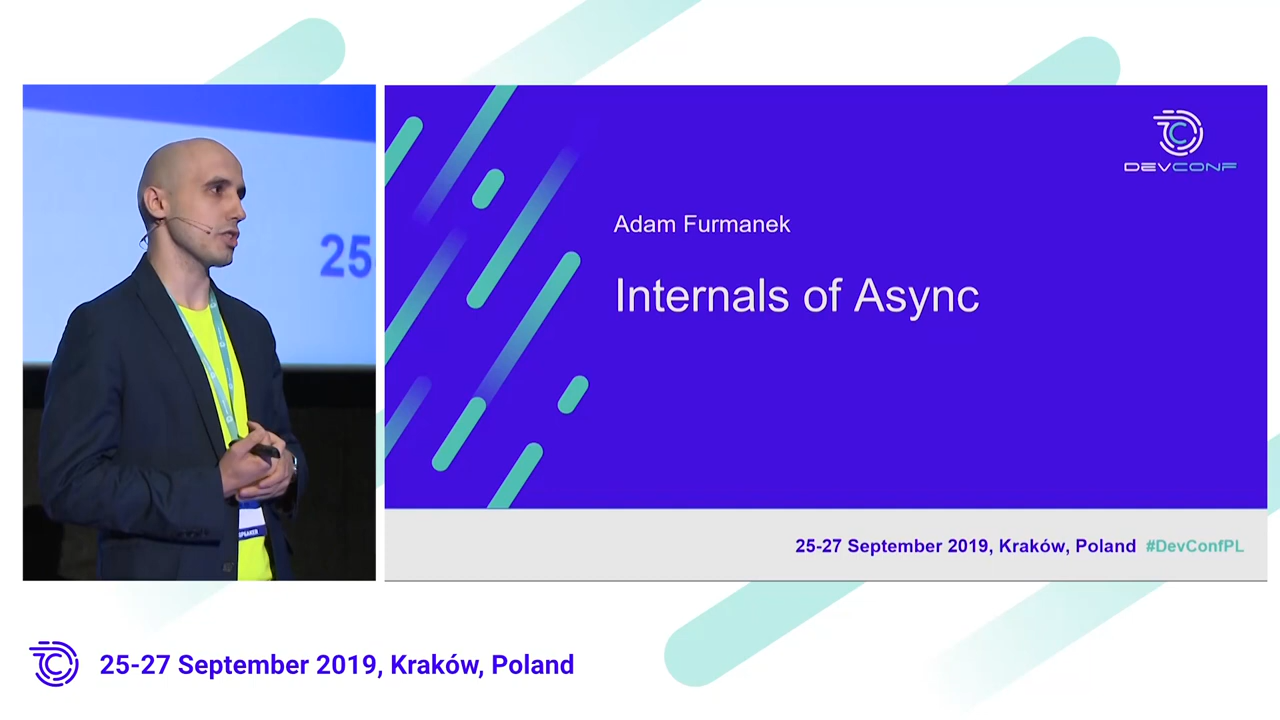 25
SPEAKER
DEVCONF
Adam Furmanek
Internals of Async
25-27 September 2019, Kraków, Poland #DevConfPL
25-27 September 2019, Kraków, Poland